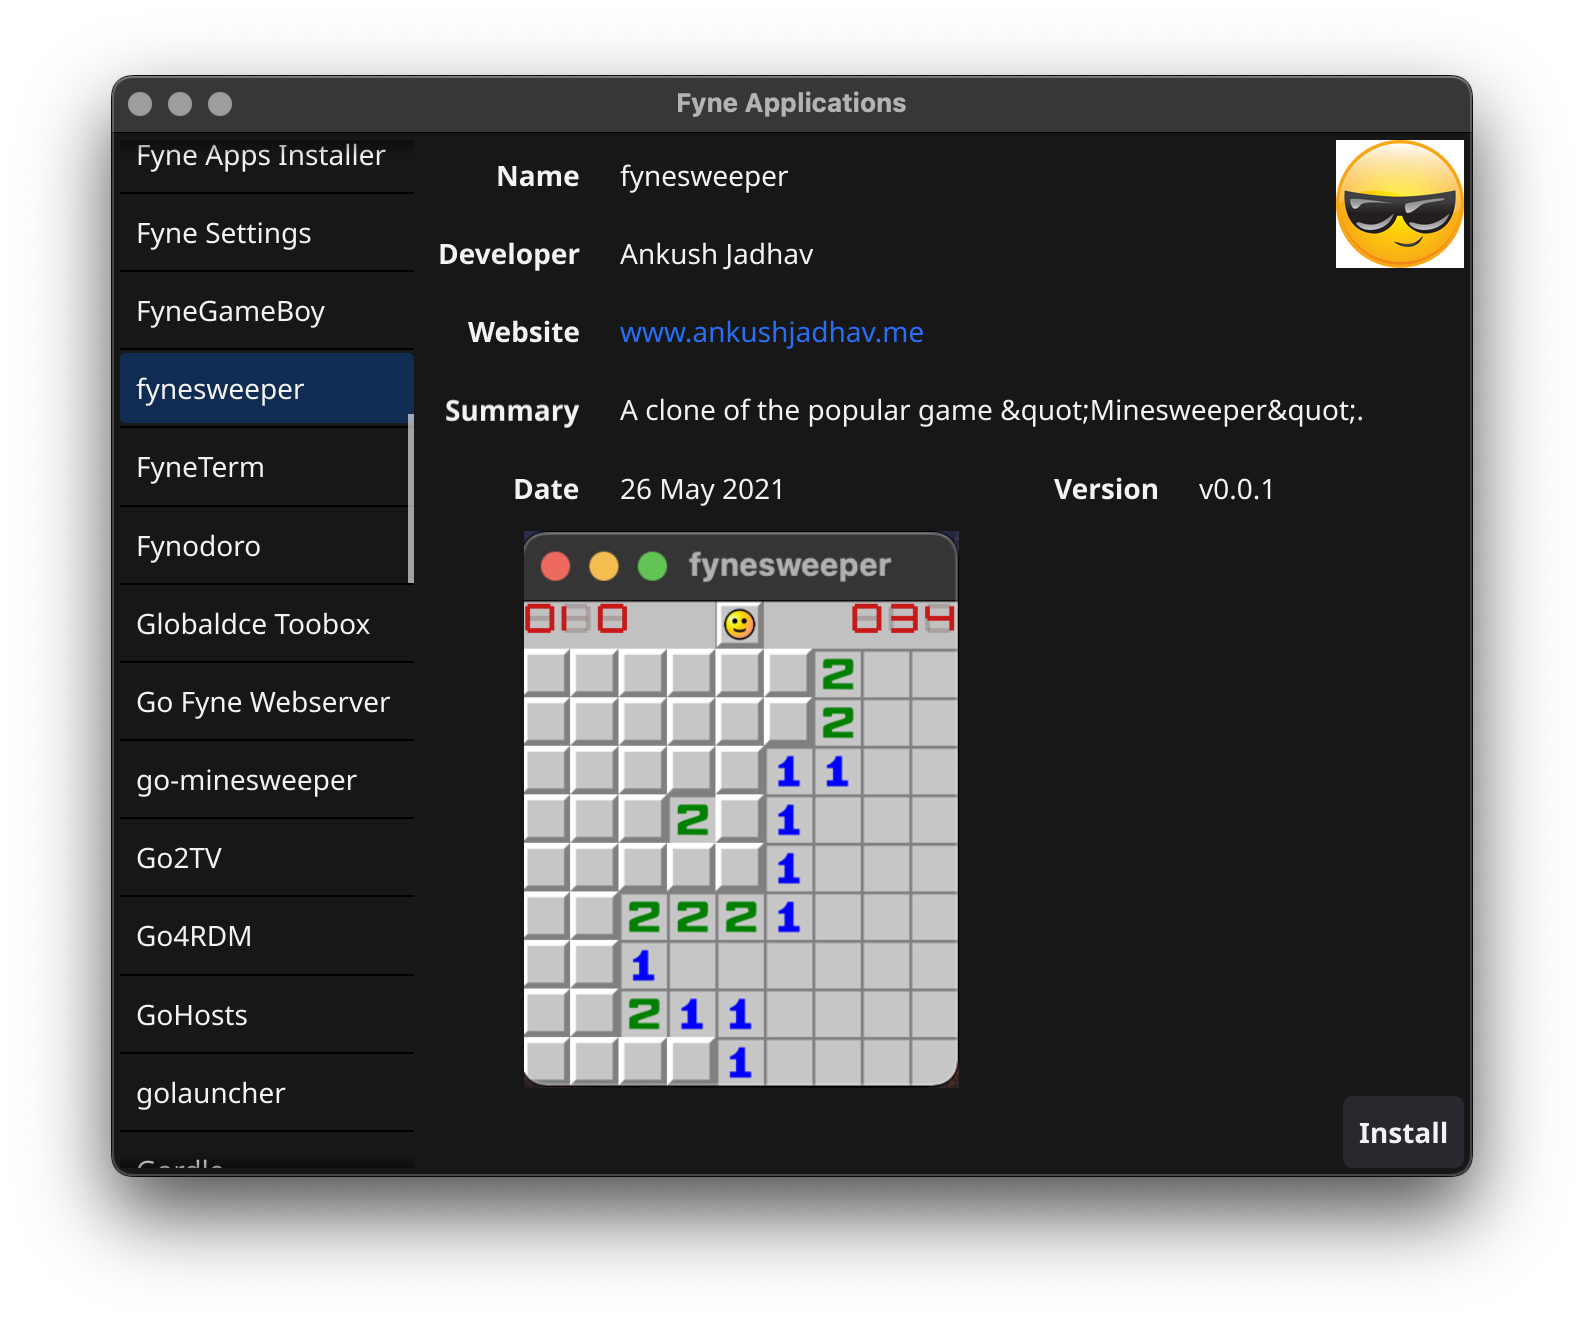 Fyne Applications
Fyne Apps Installer
Fyne Settings
FyneGameBoy
fynesweeper
FyneTerm
Fynodoro
Globaldce Toobox
Go Fyne Webserver
go-minesweeper
Go2TV
Go4RDM
GoHosts
golauncher
Name fynesweeper
Developer Ankush Jadhav
Website www.ankushjadhav.me
Summary A clone of the popular game &quot;Minesweeper&quot;.
Date 26 May 2021 Version v0.0.1
fynesweeper
010 034
2
2
1 1
2 1
1
2 2 2 1
1
2 1 1
1
Install